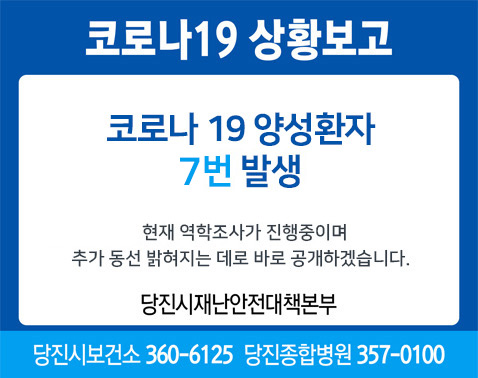 코로나19 상황보고
코로나 19 양성환자
7번 발생
현재 역학조사가 진행중이며
추가 동선 밝혀지는 데로 바로 공개하겠습니다.
당진시재난안전대책본부
당진시보건소 360-6125 당진종합병원 357-0100